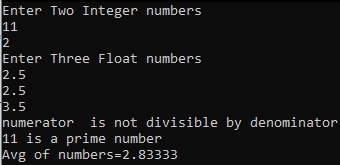 Enter Two Integer numbers
11
2
Enter Three Float numbers
2.5
2.5
3.5
numerator  is not divisible by denominator
11 is a prime number
Avg of numbers=2.83333